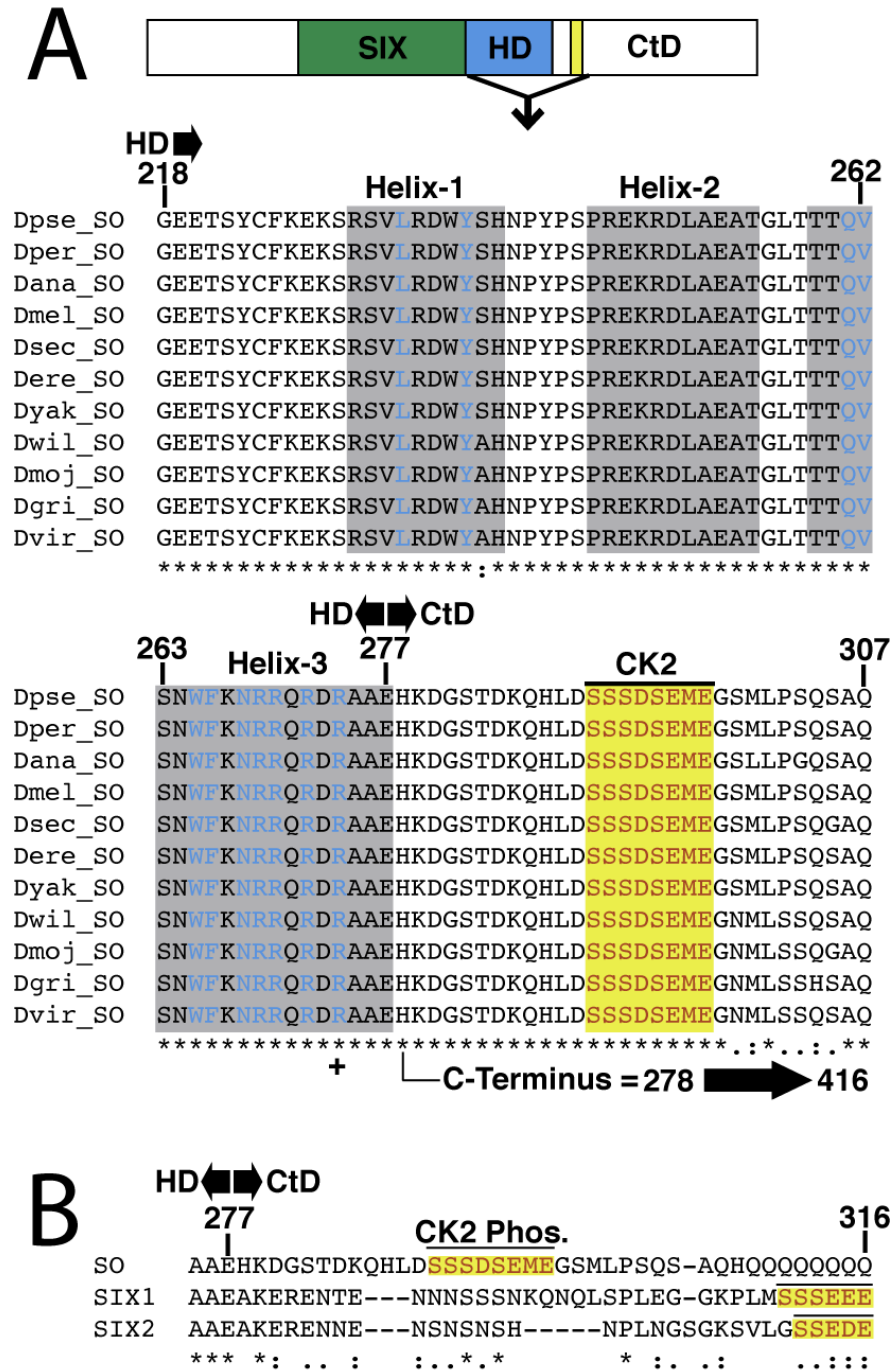 A
SIX HD CtD
HD
218 Helix-1 Helix-2 262
Dpse_SO GEETSYCFKEKSRSVLRDWYSHNPYPSPREKRDLAEATGLTTTQV
Dper_SO GEETSYCFKEKSRSVLRDWYSHNPYPSPREKRDLAEATGLTTTQV
Dana_SO GEETSYCFKEKSRSVLRDWYSHNPYPSPREKRDLAEATGLTTTQV
Dmel_SO GEETSYCFKEKSRSVLRDWYSHNPYPSPREKRDLAEATGLTTTQV
Dsec_SO GEETSYCFKEKSRSVLRDWYSHNPYPSPREKRDLAEATGLTTTQV
Dere_SO GEETSYCFKEKSRSVLRDWYSHNPYPSPREKRDLAEATGLTTTQV
Dyak_SO GEETSYCFKEKSRSVLRDWYSHNPYPSPREKRDLAEATGLTTTQV
Dwil_SO GEETSYCFKEKSRSVLRDWYAHNPYPSPREKRDLAEATGLTTTQV
Dmoj_SO GEETSYCFKEKSRSVLRDWYAHNPYPSPREKRDLAEATGLTTTQV
Dgri_SO GEETSYCFKEKSRSVLRDWYAHNPYPSPREKRDLAEATGLTTTQV
Dvir_SO GEETSYCFKEKSRSVLRDWYAHNPYPSPREKRDLAEATGLTTTQV
********************:************************
HD CtD
263 Helix-3 277 CK2 307
Dpse_SO SNWFKNRRQRDRAAEHKDGSTDKQHLDSSSDSEMEGSMLPSQSAQ
Dper_SO SNWFKNRRQRDRAAEHKDGSTDKQHLDSSSDSEMEGSMLPSQSAQ
Dana_SO SNWFKNRRQRDRAAEHKDGSTDKQHLDSSSDSEMEGSLLPGQSAQ
Dmel_SO SNWFKNRRQRDRAAEHKDGSTDKQHLDSSSDSEMEGSMLPSQSAQ
Dsec_SO SNWFKNRRQRDRAAEHKDGSTDKQHLDSSSDSEMEGSMLPSQGAQ
Dere_SO SNWFKNRRQRDRAAEHKDGSTDKQHLDSSSDSEMEGSMLPSQSAQ
Dyak_SO SNWFKNRRQRDRAAEHKDGSTDKQHLDSSSDSEMEGSMLPSQSAQ
Dwil_SO SNWFKNRRQRDRAAEHKDGSTDKQHLDSSSDSEMEGNMLSSQSAQ
Dmoj_SO SNWFKNRRQRDRAAEHKDGSTDKQHLDSSSDSEMEGNMLSSQGAQ
Dgri_SO SNWFKNRRQRDRAAEHKDGSTDKQHLDSSSDSEMEGNMLSSHSAQ
Dvir_SO SNWFKNRRQRDRAAEHKDGSTDKQHLDSSSDSEMEGNMLSSQSAQ
************************************.:*..:.**
+
C-Terminus = 278 416
B
HD CtD
277 CK2 Phos. 316
SO AAEHKDGSTDKQHLDSSSDSEMEGSMLPSQS-AQHQQQQQQQQ
SIX1 AAEAKERENTE---NNNSSSNKQNQLSPLEG-GKPLMSSSEEE
SIX2 AAEAKERENNE---NSNSNSH-----NPLNGSGKSVLGSSEDE
*** *: .. .   :..*.*       * :. .:    ..:::